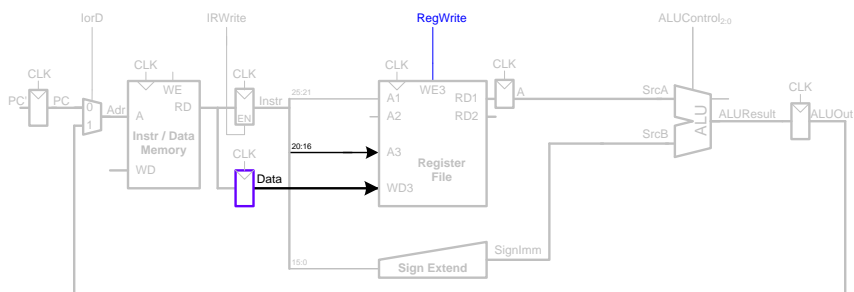 IorD IRWrite RegWrite ALUControl2:0
CLK CLK CLK CLK CLK CLK
PC' PC 0 1 Adr
WE
A RD
Instr / Data
Memory
WD
EN
Instr
CLK
Data
25:21
20:16
15:0
WE3
A1 RD1
A2 RD2
A3
Register
File
WD3
A
SrcA
SrcB
ALU
ALUResult
ALUOut
SignImm
Sign Extend